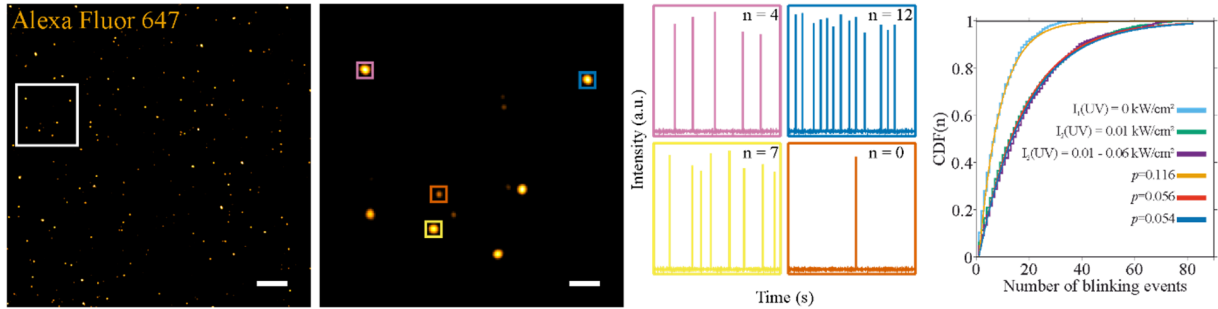 Alexa Fluor 647
n = 4
n = 12
n = 7
n = 0
Intensity (a.u.)
Time (s)
1
0.8
0.6
0.4
0.2
0
CDF(n)
I₁(UV) = 0 kW/cm²
I₂(UV) = 0.01 kW/cm²
I₃(UV) = 0.01 - 0.06 kW/cm²
p=0.116
p=0.056
p=0.054
0 20 40 60 80
Number of blinking events